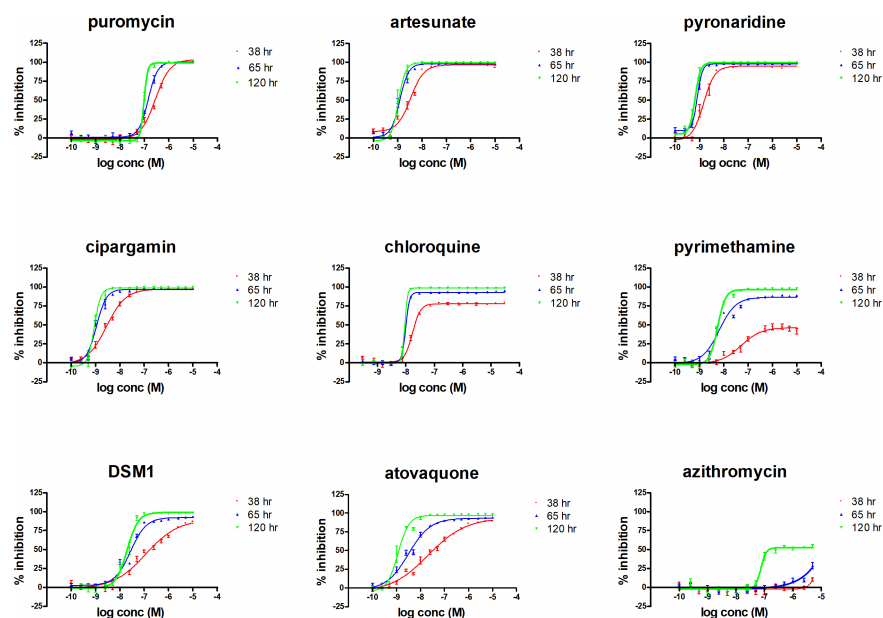 puromycin
% inhibition
125
100
75
50
25
0
-25
-10 -9 -8 -7 -6 -5 -4
log conc (M)
38 hr
65 hr
120 hr
artesunate
% inhibition
125
100
75
50
25
0
-25
-10 -9 -8 -7 -6 -5 -4
log conc (M)
38 hr
65 hr
120 hr
pyronaridine
% inhibition
125
100
75
50
25
0
-25
-10 -9 -8 -7 -6 -5 -4
log ocnc (M)
38 hr
65 hr
120 hr
cipargamin
% inhibition
125
100
75
50
25
0
-25
-10 -9 -8 -7 -6 -5 -4
log conc (M)
38 hr
65 hr
120 hr
chloroquine
% inhibition
125
100
75
50
25
0
-25
-9 -8 -7 -6 -5 -4
log conc (M)
38 hr
65 hr
120 hr
pyrimethamine
% inhibition
125
100
75
50
25
0
-25
-10 -9 -8 -7 -6 -5 -4
log conc (M)
38 hr
65 hr
120 hr
DSM1
% inhibition
125
100
75
50
25
0
-25
-10 -9 -8 -7 -6 -5 -4
log conc (M)
38 hr
65 hr
120 hr
atovaquone
% inhibition
125
100
75
50
25
0
-25
-10 -9 -8 -7 -6 -5 -4
log conc (M)
38 hr
65 hr
120 hr
azithromycin
% inhibition
125
100
75
50
25
0
-25
-10 -9 -8 -7 -6 -5
log conc (M)
38 hr
65 hr
120 hr